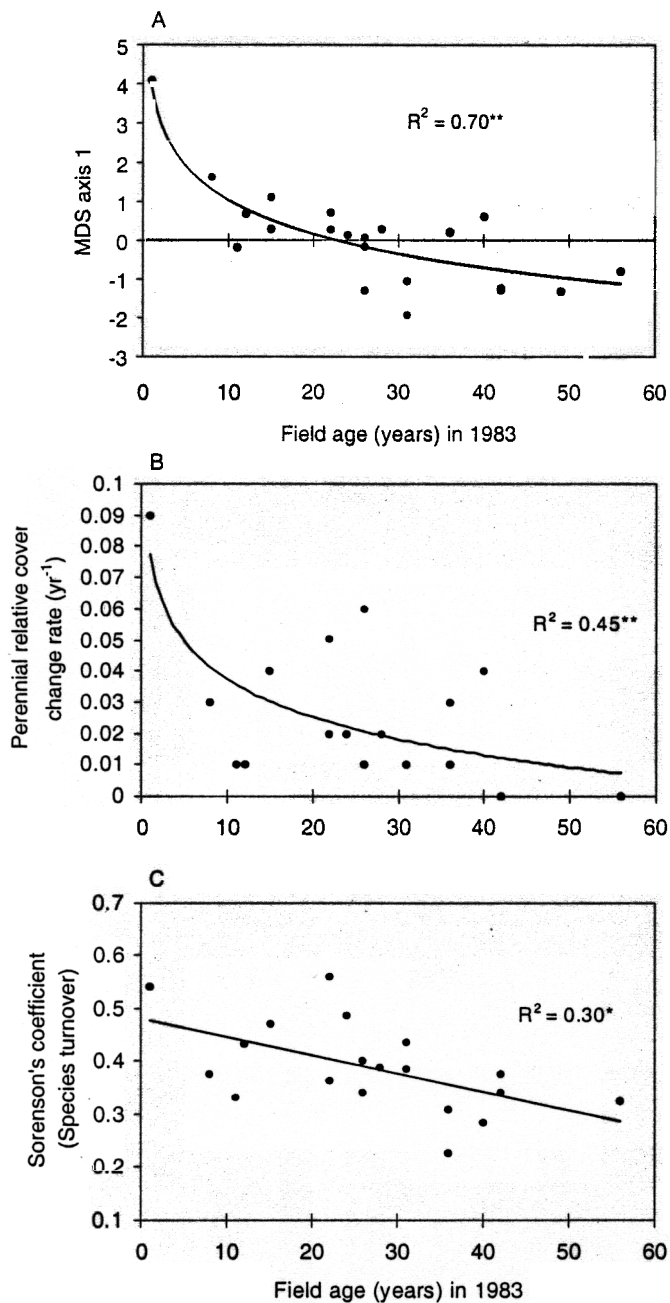 A
5
4
3
2
1
0
-1
-2
-3
MDS axis 1
R² = 0.70**
0 10 20 30 40 50 60
Field age (years) in 1983
B
0.1
0.09
0.08
0.07
0.06
0.05
0.04
0.03
0.02
0.01
0
Perennial relative cover
change rate (yr⁻¹)
R² = 0.45**
0 10 20 30 40 50 60
C
0.7
0.6
0.5
0.4
0.3
0.2
0.1
Sorenson's coefficient
(Species turnover)
R² = 0.30*
0 10 20 30 40 50 60
Field age (years) in 1983